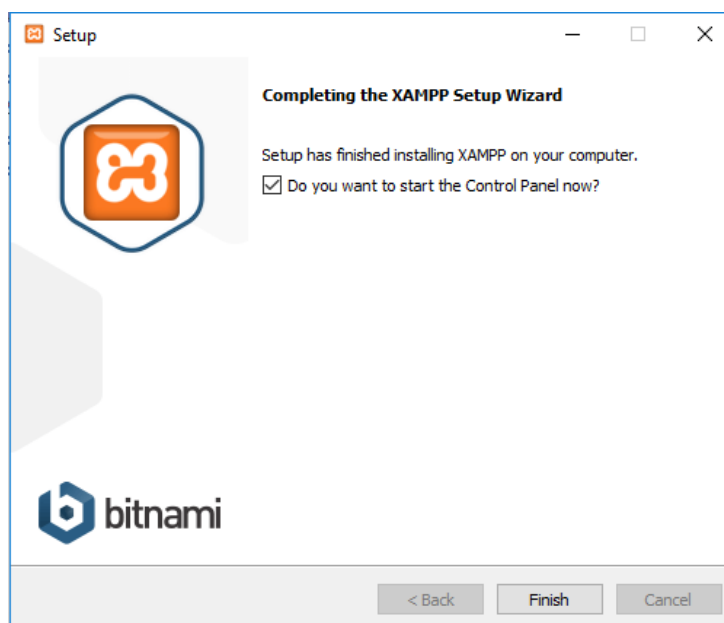 Setup
Completing the XAMPP Setup Wizard
Setup has finished installing XAMPP on your computer.
Do you want to start the Control Panel now?
bitnami
< Back
Finish
Cancel